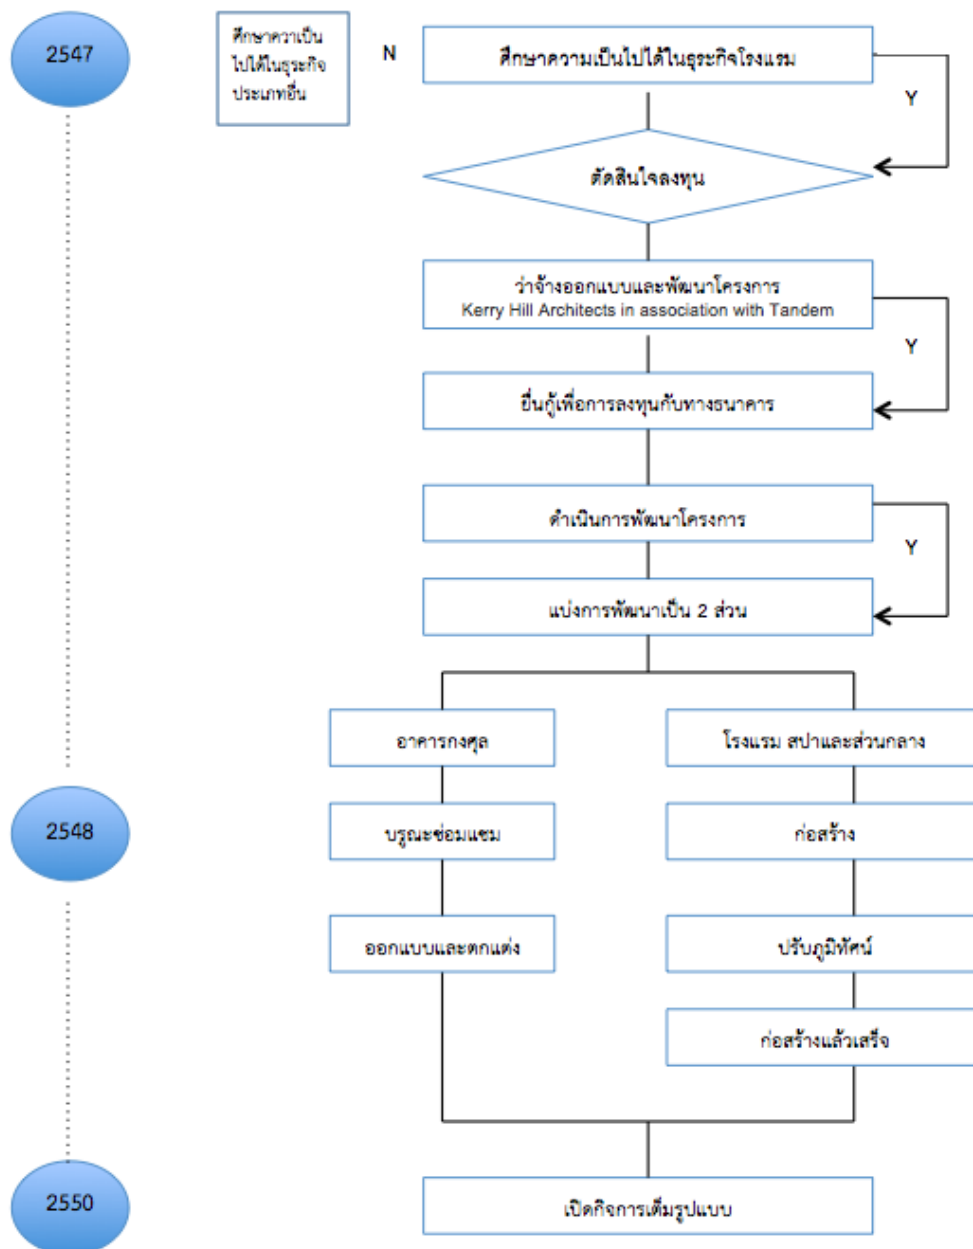 2547
ศึกษาควาเป็น
ไปได้ในธุระกิจ
ประเภทอื่น
N
ศึกษาความเป็นไปได้ในธุระกิจโรงแรม
Y
ตัดสินใจลงทุน
ว่าจ้างออกแบบและพัฒนาโครงการ
Kerry Hill Architects in association with Tandem
Y
ยื่นกู้เพื่อการลงทุนกับทางธนาคาร
ดำเนินการพัฒนาโครงการ
Y
แบ่งการพัฒนาเป็น 2 ส่วน
อาคารกงศุล
โรงแรม สปาและส่วนกลาง
2548
บรูณะซ่อมแซม
ก่อสร้าง
ออกแบบและตกแต่ง
ปรับภูมิทัศน์
ก่อสร้างแล้วเสร็จ
2550
เปิดกิจการเต็มรูปแบบ